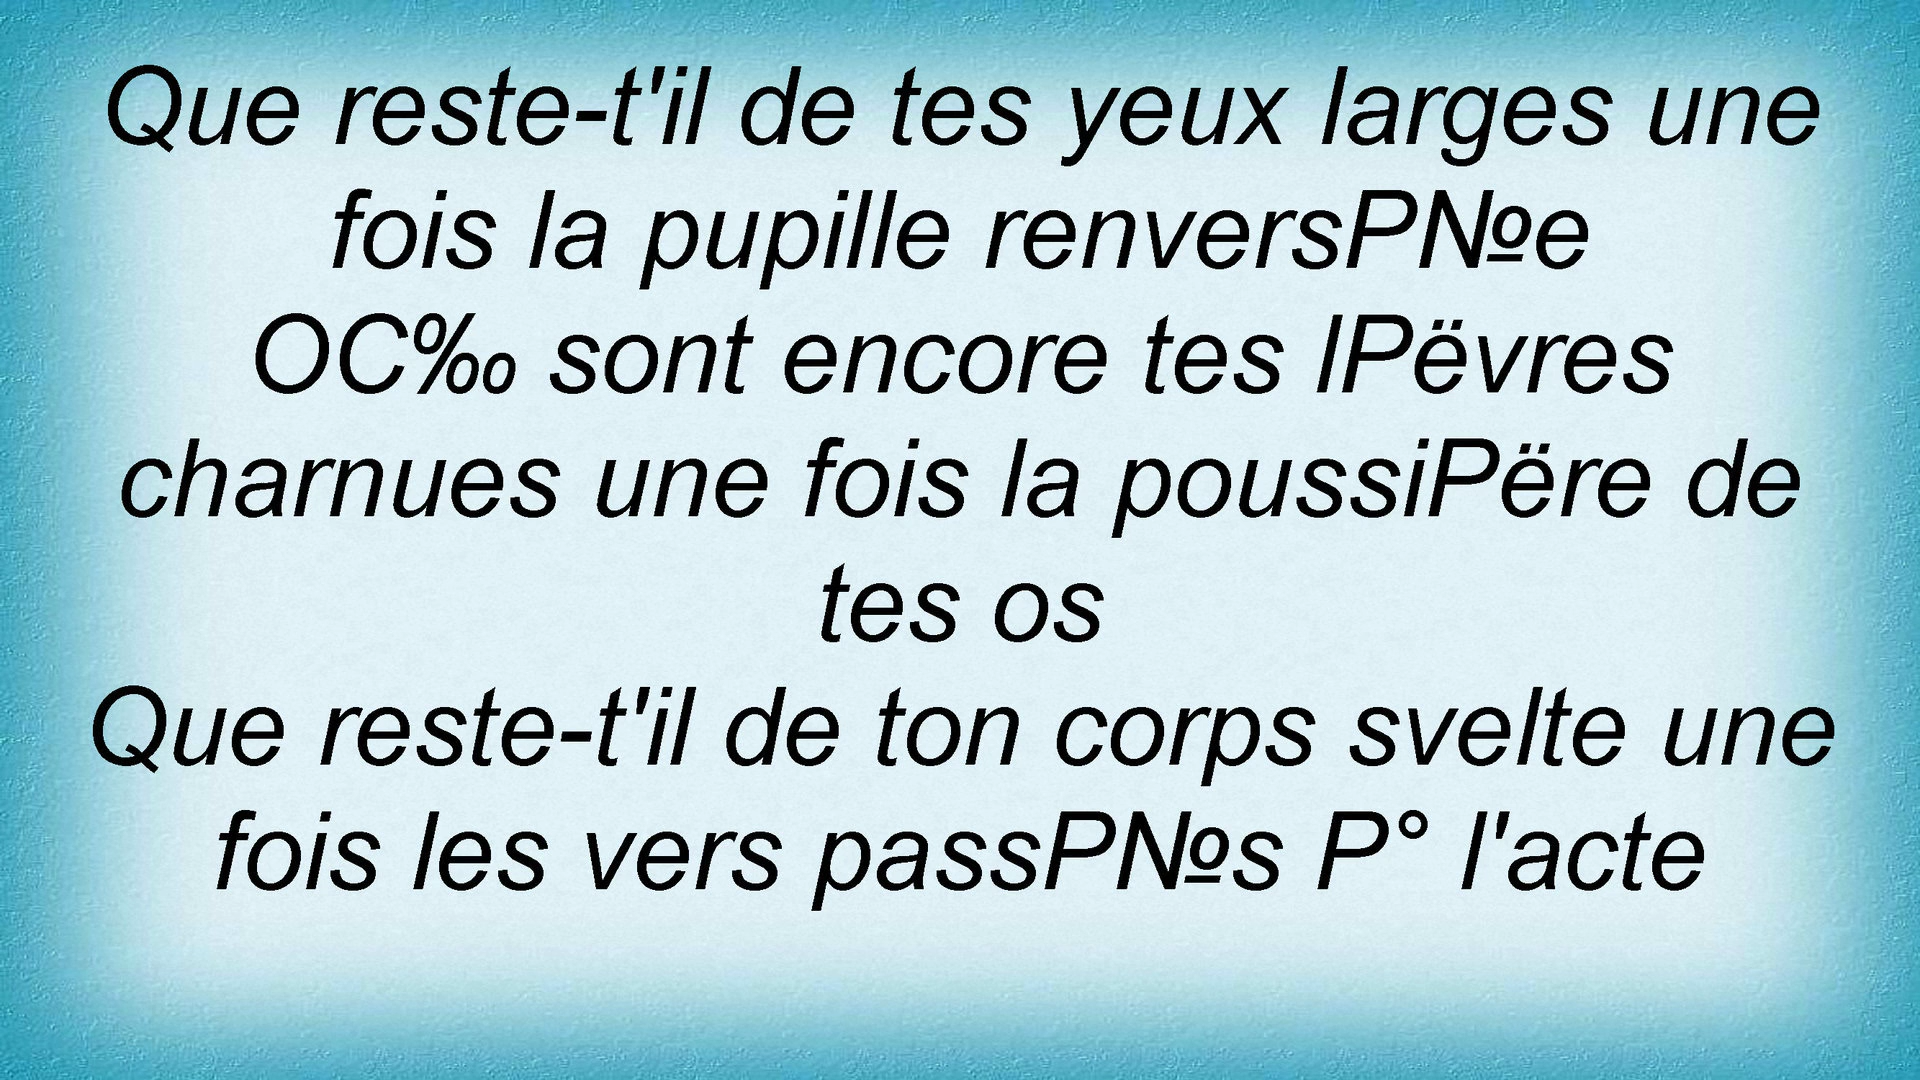 Que reste-t'il de tes yeux larges une
fois la pupille renversP№e
OC‰ sont encore tes lPëvres
charnues une fois la poussiPëre de
tes os
Que reste-t'il de ton corps svelte une
fois les vers passP№s P° l'acte